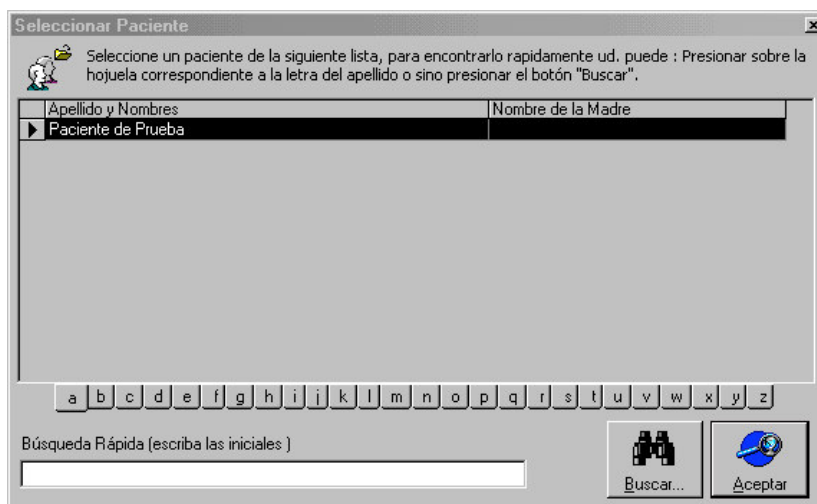 Seleccionar Paciente
Seleccione un paciente de la siguiente lista, para encontrarlo rapidamente ud. puede : Presionar sobre la
hojuela correspondiente a la letra del apellido o sino presionar el botón "Buscar".
Apellido y Nombres Nombre de la Madre
Paciente de Prueba
a b c d e f g h i j k l m n o p q r s t u v w x y z
Búsqueda Rápida (escriba las iniciales )
Buscar... Aceptar